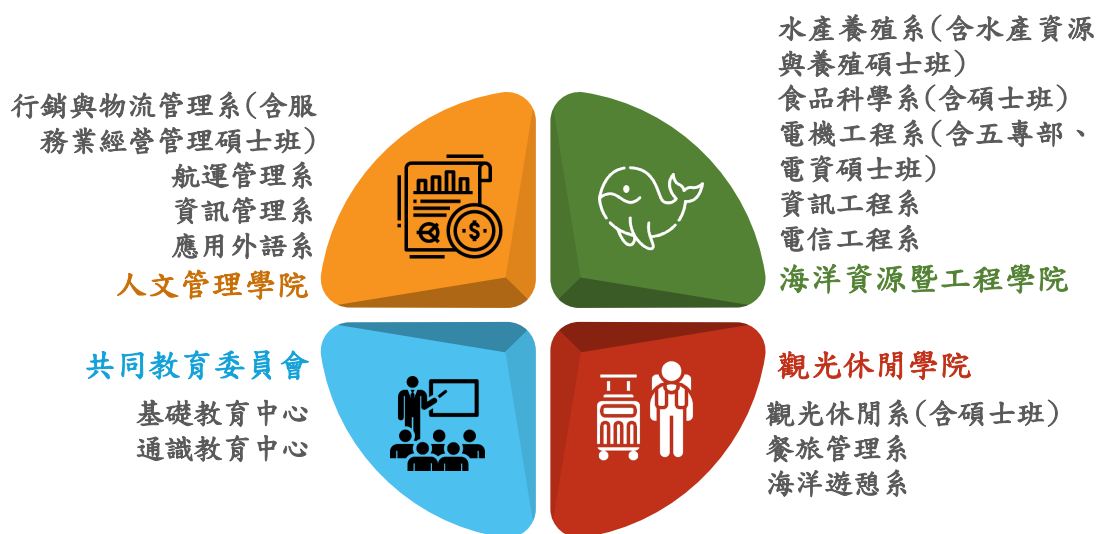 行銷與物流管理系(含服
務業經營管理碩士班)
航運管理系
資訊管理系
應用外語系
人文管理學院
水產養殖系(含水產資源
與養殖碩士班)
食品科學系(含碩士班)
電機工程系(含五專部、
電資碩士班)
資訊工程系
電信工程系
海洋資源暨工程學院
共同教育委員會
基礎教育中心
通識教育中心
觀光休閒學院
觀光休閒系(含碩士班)
餐旅管理系
海洋遊憩系